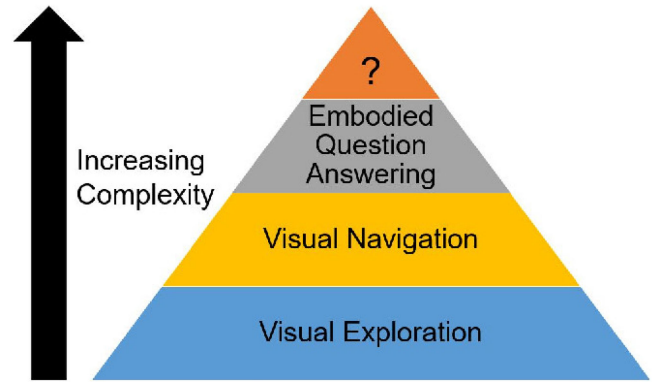 ?
Embodied
Question
Answering
Increasing
Complexity
Visual Navigation
Visual Exploration